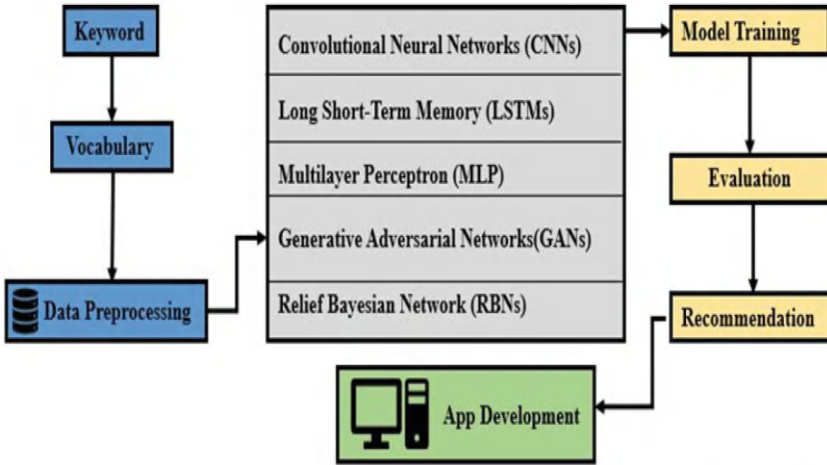 Keyword
Vocabulary
Data Preprocessing
Convolutional Neural Networks (CNNs)
Long Short-Term Memory (LSTMs)
Multilayer Perceptron (MLP)
Generative Adversarial Networks(GANs)
Relief Bayesian Network (RBNs)
Model Training
Evaluation
Recommendation
App Development